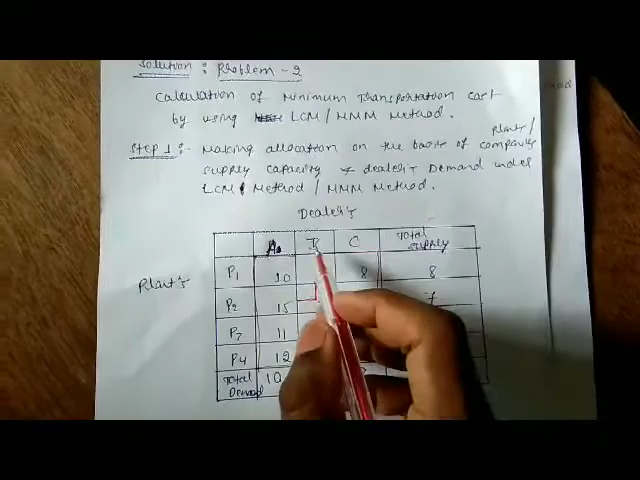 Solution : Problem - 2
Calculation of Minimum Transportation Cost
by using LCM / MMM Method.
Step 1 :- Making allocation on the basis of company plant/
supply capacity & dealer's Demand under
LCM Method / MMM Method.
Dealer's
A B C Total Supply
Plant's
P1 10 8 8
P2 15 7
P3 11
P4 12
Total Demand 10